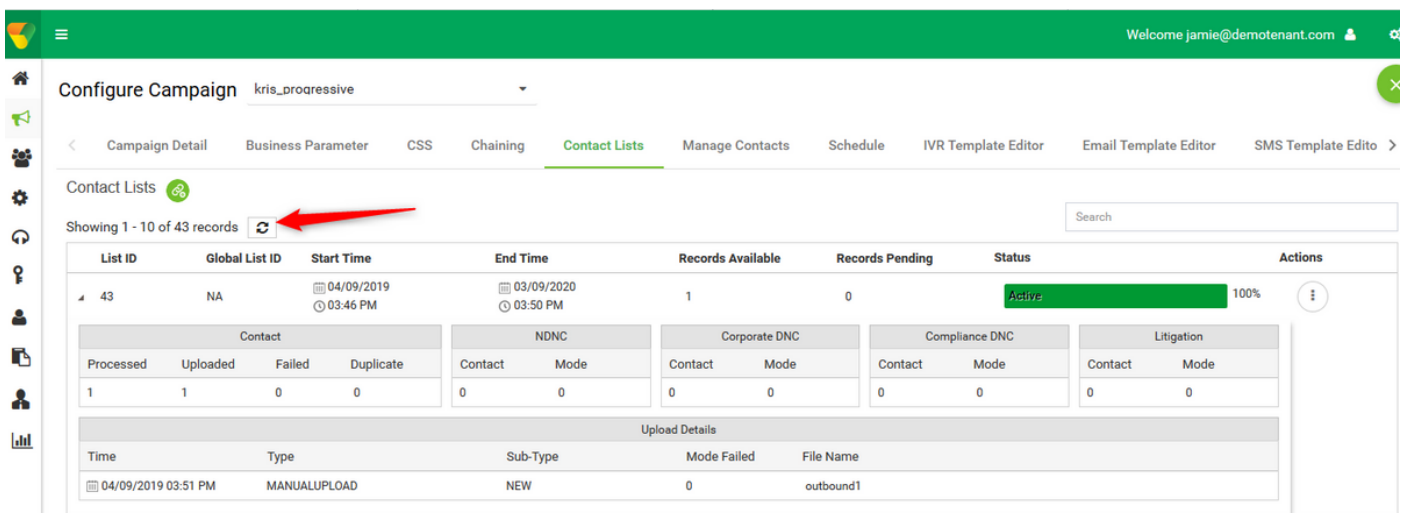 Welcome jamie@demotenant.com
Configure Campaign kris_progressive
Campaign Detail Business Parameter CSS Chaining Contact Lists Manage Contacts Schedule IVR Template Editor Email Template Editor SMS Template Edito
Contact Lists
Showing 1 - 10 of 43 records Search
List ID Global List ID Start Time End Time Records Available Records Pending Status Actions
43 NA 04/09/2019 03:46 PM 03/09/2020 03:50 PM 1 0 Active 100%
Contact NDNC Corporate DNC Compliance DNC Litigation
Processed Uploaded Failed Duplicate Contact Mode Contact Mode Contact Mode Contact Mode
1 1 0 0 0 0 0 0 0 0 0 0
Upload Details
Time Type Sub-Type Mode Failed File Name
04/09/2019 03:51 PM MANUALUPLOAD NEW 0 outbound1